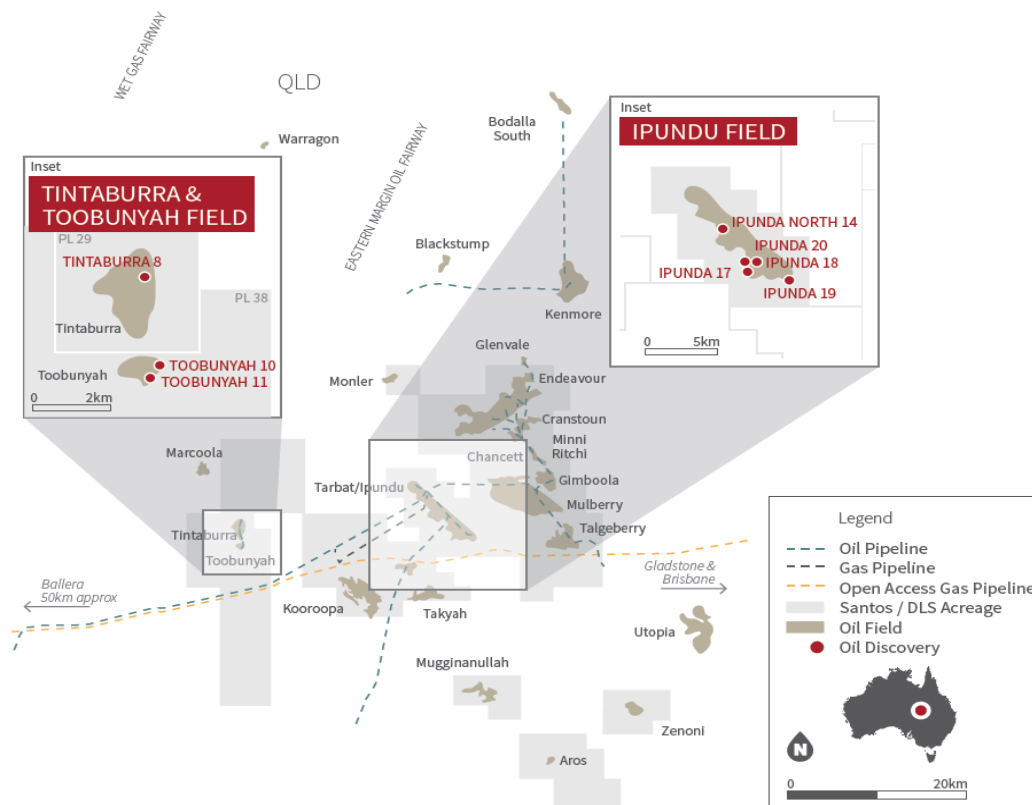 WET GAS FAIRWAY
QLD
EASTERN MARGIN OIL FAIRWAY
Warragon
Bodalla
South
Blackstump
Kenmore
Inset
TINTABURRA &
TOOBUNYAH FIELD
PL 29
TINTABURRA 8
PL 38
Tintaburra
Toobunyah
TOOBUNYAH 10
TOOBUNYAH 11
0 2km
Inset
IPUNDU FIELD
IPUNDA NORTH 14
IPUNDA 20
IPUNDA 18
IPUNDA 17
IPUNDA 19
0 5km
Glenvale
Monler
Endeavour
Cranstoun
Minni
Ritchi
Chancett
Marcoola
Gimboola
Tarbat/Ipundu
Mulberry
Tintaburra
Talgeberry
Toobunyah
Ballera
50km approx
Gladstone &
Brisbane
Kooroopa
Takyah
Utopia
Mugginanullah
Zenoni
Aros
Legend
Oil Pipeline
Gas Pipeline
Open Access Gas Pipeline
Santos / DLS Acreage
Oil Field
Oil Discovery
N
0 20km